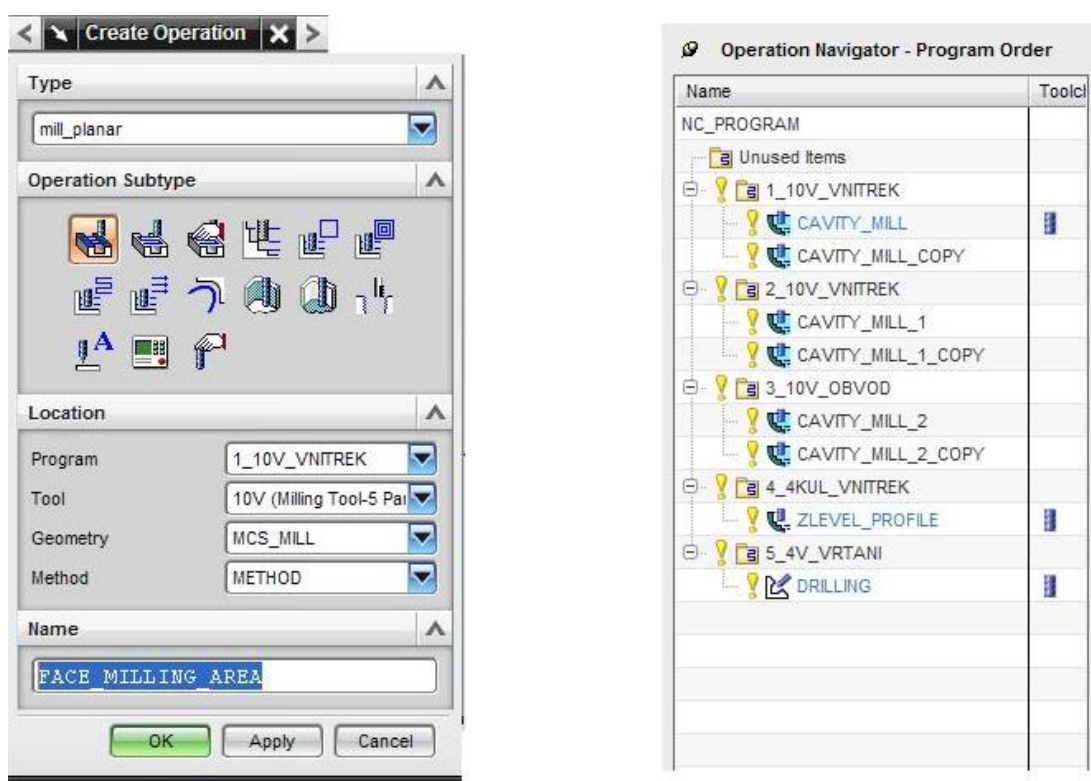 Create Operation
Type
mill_planar
Operation Subtype
A
Location
Program 1_10V_VNITREK
Tool 10V (Milling Tool-5 Par
Geometry MCS_MILL
Method METHOD
Name
FACE_MILLING_AREA
OK Apply Cancel
Operation Navigator - Program Order
Name Toolcl
NC_PROGRAM
Unused Items
1_10V_VNITREK
CAVITY_MILL
CAVITY_MILL_COPY
2_10V_VNITREK
CAVITY_MILL_1
CAVITY_MILL_1_COPY
3_10V_OBVOD
CAVITY_MILL_2
CAVITY_MILL_2_COPY
4_4KUL_VNITREK
ZLEVEL_PROFILE
5_4V_VRTANI
DRILLING